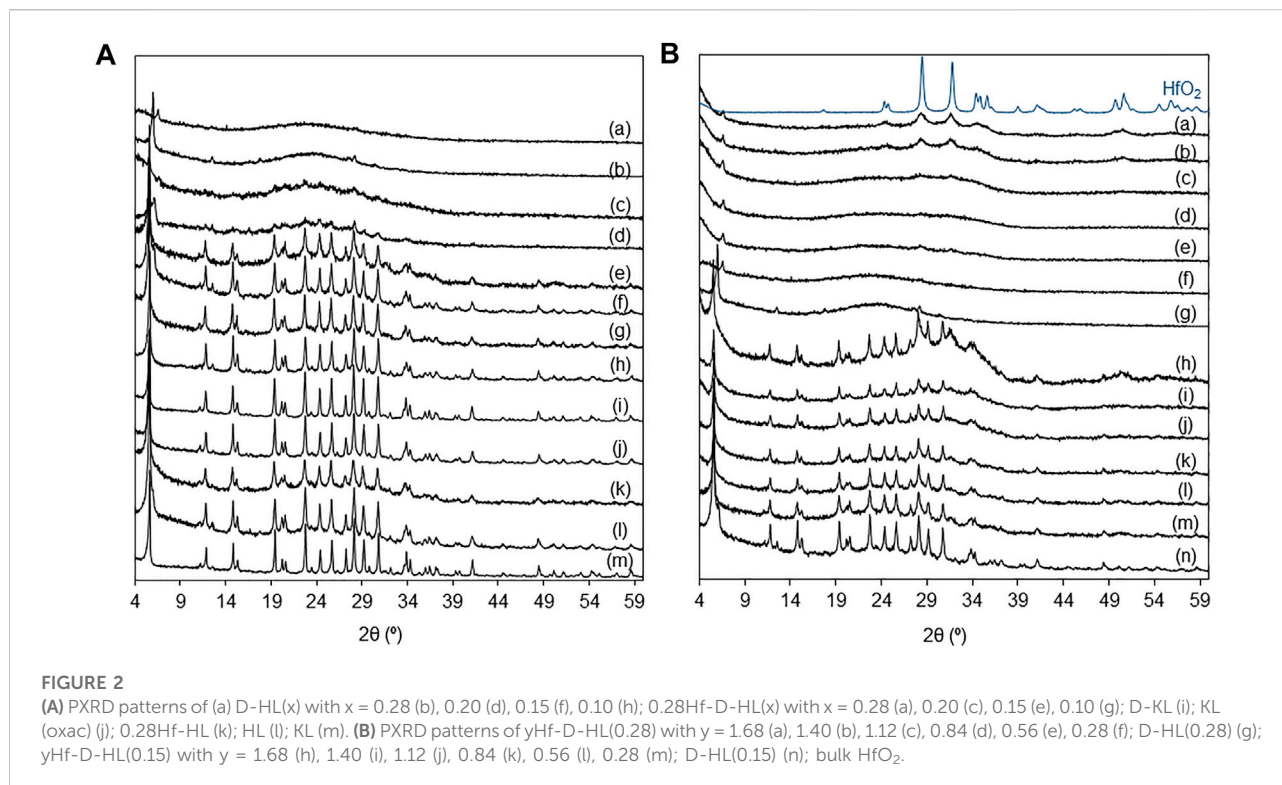 A
(a)
(b)
(c)
(d)
(e)
(f)
(g)
(h)
(i)
(j)
(k)
(l)
(m)
4 9 14 19 24 29 34 39 44 49 54 59
2θ (º)
B
HfO2
(a)
(b)
(c)
(d)
(e)
(f)
(g)
(h)
(i)
(j)
(k)
(l)
(m)
(n)
4 9 14 19 24 29 34 39 44 49 54 59
2θ (º)
FIGURE 2
(A) PXRD patterns of (a) D-HL(x) with x = 0.28 (b), 0.20 (d), 0.15 (f), 0.10 (h); 0.28Hf-D-HL(x) with x = 0.28 (a), 0.20 (c), 0.15 (e), 0.10 (g); D-KL (i); KL
(oxac) (j); 0.28Hf-HL (k); HL (l); KL (m). (B) PXRD patterns of yHf-D-HL(0.28) with y = 1.68 (a), 1.40 (b), 1.12 (c), 0.84 (d), 0.56 (e), 0.28 (f); D-HL(0.28) (g);
yHf-D-HL(0.15) with y = 1.68 (h), 1.40 (i), 1.12 (j), 0.84 (k), 0.56 (l), 0.28 (m); D-HL(0.15) (n); bulk HfO2.